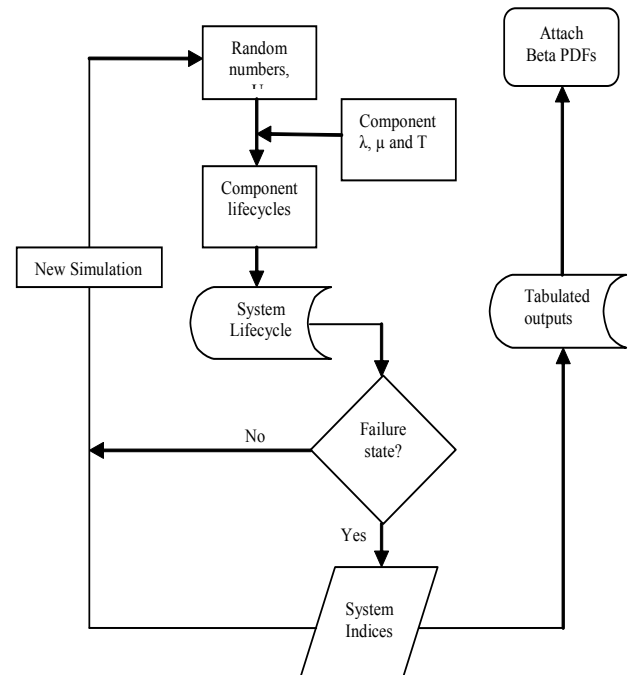 Random
numbers,
Component
λ, μ and T
Component
lifecycles
New Simulation
System
Lifecycle
Failure
state?
No
Yes
System
Indices
Tabulated
outputs
Attach
Beta PDFs